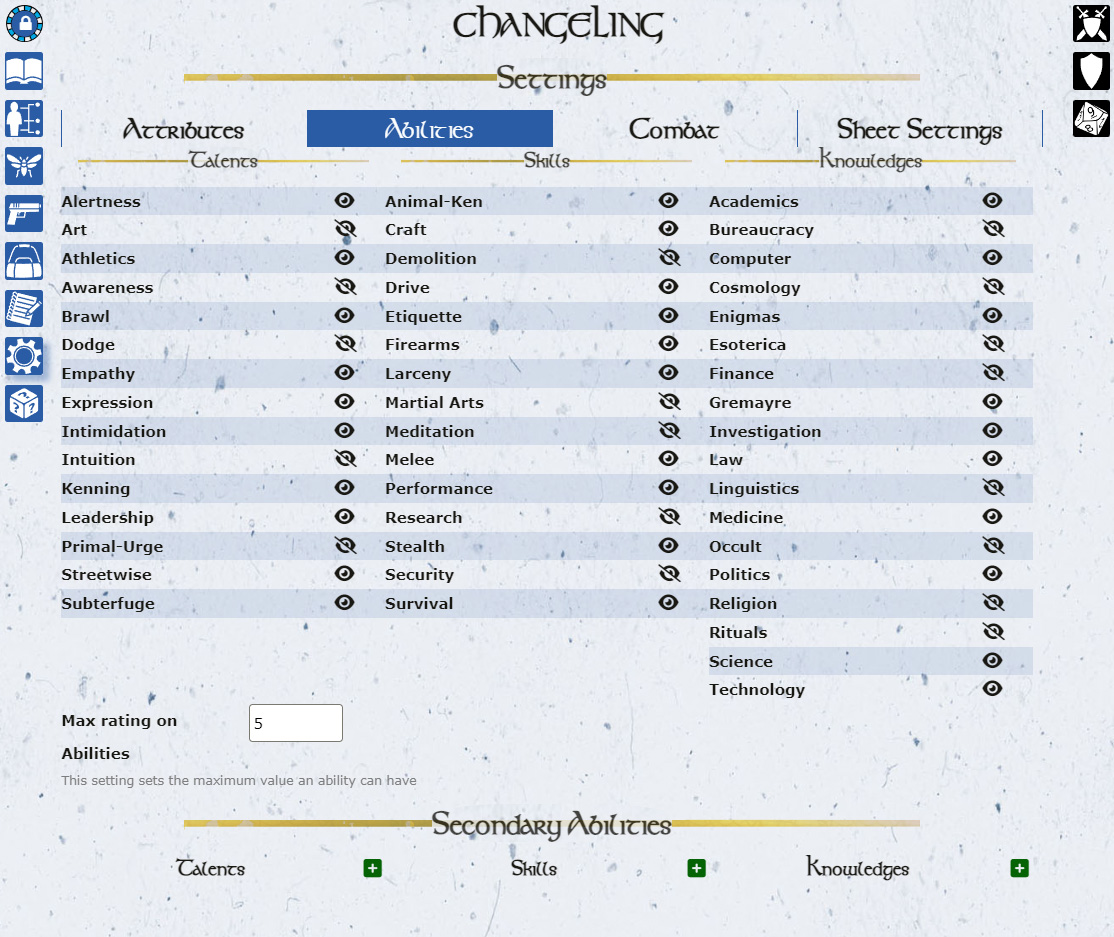 Changeling
Settings
Attributes Abilities Combat Sheet Settings
Talents Skills Knowledges
Alertness Animal-Ken Academics
Art Craft Bureaucracy
Athletics Demolition Computer
Awareness Drive Cosmology
Brawl Etiquette Enigmas
Dodge Firearms Esoterica
Empathy Larceny Finance
Expression Martial Arts Gremayre
Intimidation Meditation Investigation
Intuition Melee Law
Kenning Performance Linguistics
Leadership Research Medicine
Primal-Urge Stealth Occult
Streetwise Security Politics
Subterfuge Survival Religion
Rituals
Science
Technology
Max rating on
Abilities
5
This setting sets the maximum value an ability can have
Secondary Abilities
Talents Skills Knowledges